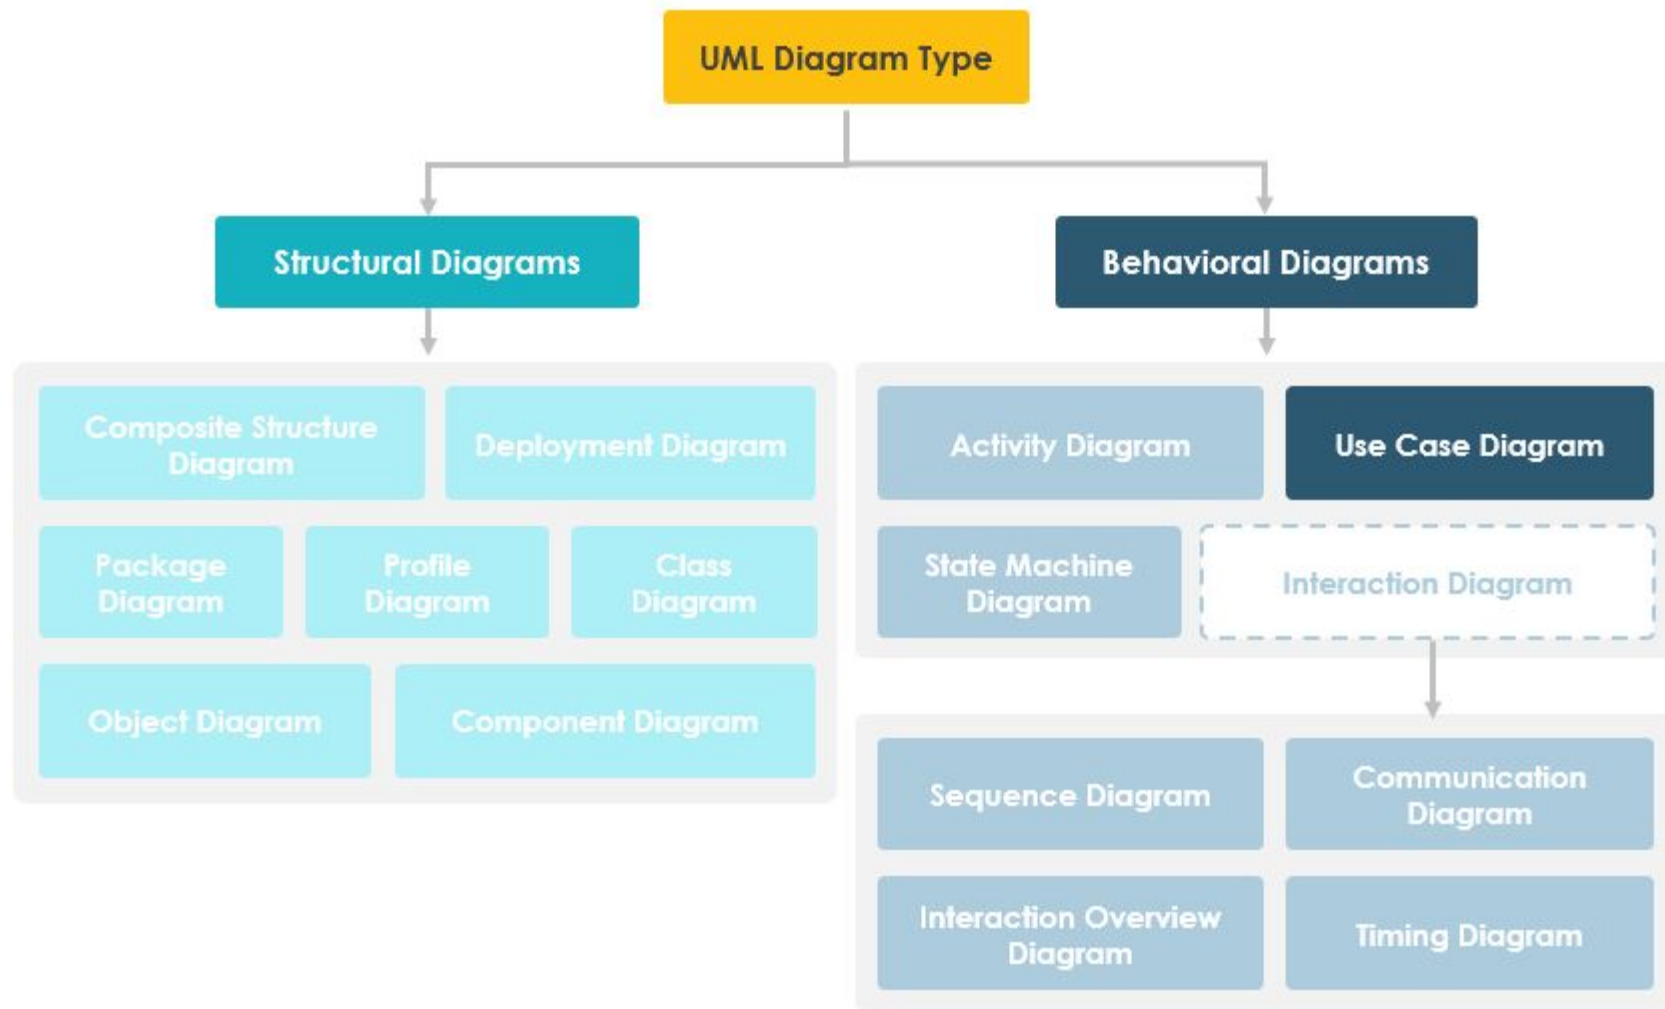 UML Diagram Type
Structural Diagrams
Behavioral Diagrams
Composite Structure
Diagram
Deployment Diagram
Package
Diagram
Profile
Diagram
Class
Diagram
Object Diagram
Component Diagram
Activity Diagram
Use Case Diagram
State Machine
Diagram
Interaction Diagram
Sequence Diagram
Communication
Diagram
Interaction Overview
Diagram
Timing Diagram